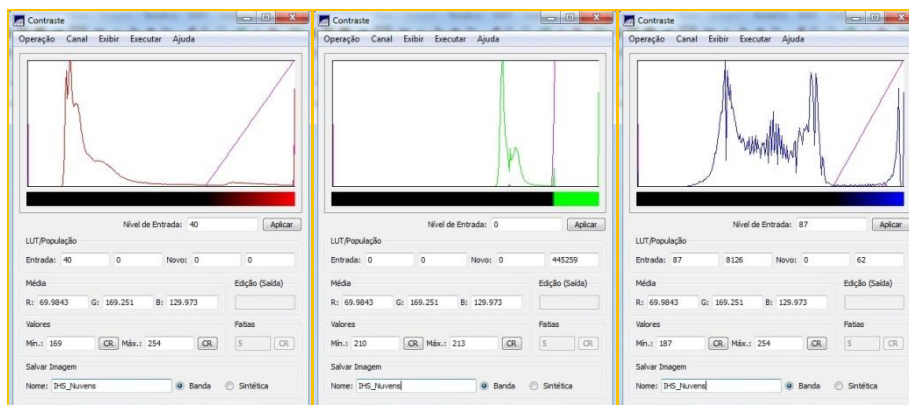 Contraste
Operação Canal Exibir Executar Ajuda
Nível de Entrada: 40 Aplicar
LUT/População
Entrada: 40 0 Novo: 0 0
Média Edição (Saída)
R: 69.9843 G: 169.251 B: 129.973
Valores Fatias
Mín.: 169 CR Máx.: 254 CR 5 CR
Salvar Imagem
Nome: IHS_Nuvens Banda Sintética
Contraste
Operação Canal Exibir Executar Ajuda
Nível de Entrada: 0 Aplicar
LUT/População
Entrada: 0 0 Novo: 0 445259
Média Edição (Saída)
R: 69.9843 G: 169.251 B: 129.973
Valores Fatias
Mín.: 210 CR Máx.: 213 CR 5 CR
Salvar Imagem
Nome: IHS_Nuvens Banda Sintética
Contraste
Operação Canal Exibir Executar Ajuda
Nível de Entrada: 87 Aplicar
LUT/População
Entrada: 87 8126 Novo: 0 62
Média Edição (Saída)
R: 69.9843 G: 169.251 B: 129.973
Valores Fatias
Mín.: 187 CR Máx.: 254 CR 5 CR
Salvar Imagem
Nome: IHS_Nuvens Banda Sintética